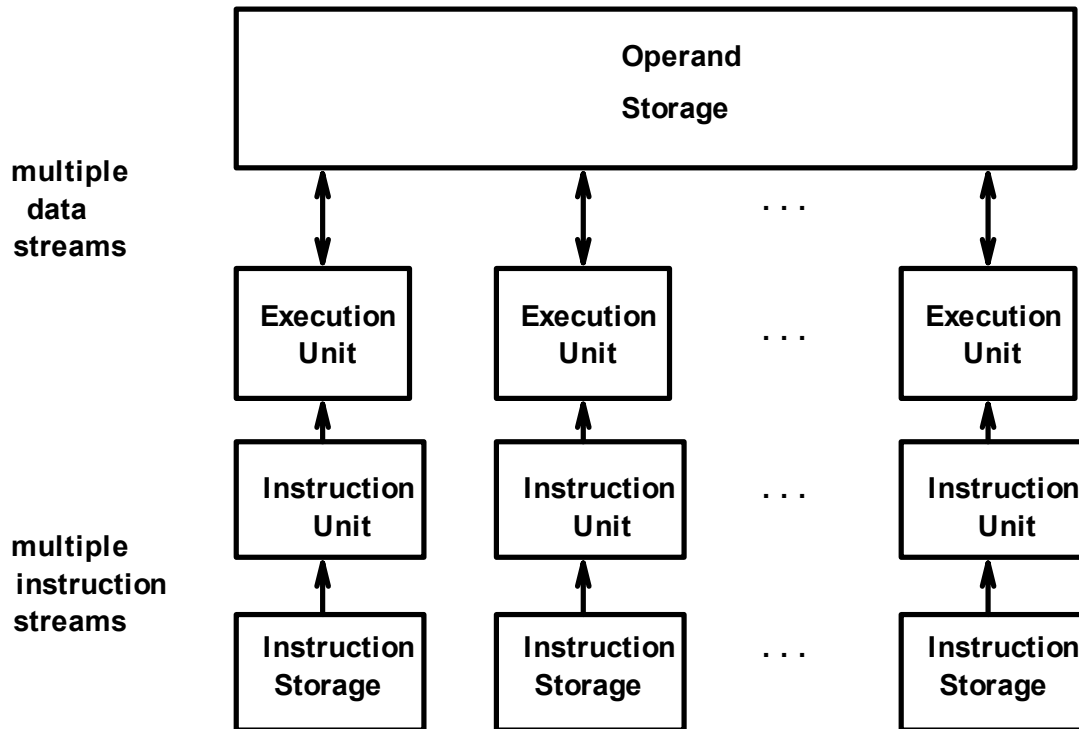 Operand
Storage
multiple
data
streams
. . .
Execution
Unit
Execution
Unit
. . .
Execution
Unit
Instruction
Unit
Instruction
Unit
. . .
Instruction
Unit
multiple
instruction
streams
Instruction
Storage
Instruction
Storage
. . .
Instruction
Storage